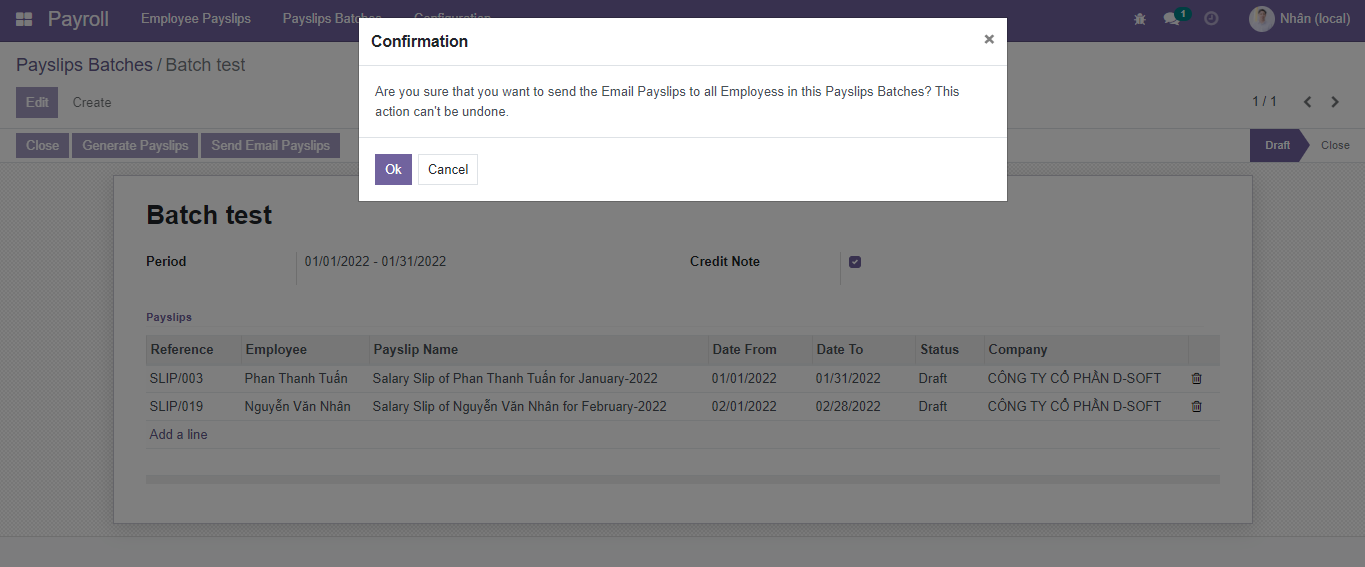 Payroll Employee Payslips Payslips Batches Configuration 1 Nhân (local)
Confirmation ×
Are you sure that you want to send the Email Payslips to all Employess in this Payslips Batches? This
action can't be undone.
Ok Cancel
Payslips Batches / Batch test
Edit Create 1 / 1
Close Generate Payslips Send Email Payslips Draft Close
Batch test
Period 01/01/2022 - 01/31/2022 Credit Note
Payslips
Reference Employee Payslip Name Date From Date To Status Company
SLIP/003 Phan Thanh Tuấn Salary Slip of Phan Thanh Tuấn for January-2022 01/01/2022 01/31/2022 Draft CÔNG TY CỔ PHẦN D-SOFT
SLIP/019 Nguyễn Văn Nhân Salary Slip of Nguyễn Văn Nhân for February-2022 02/01/2022 02/28/2022 Draft CÔNG TY CỔ PHẦN D-SOFT
Add a line